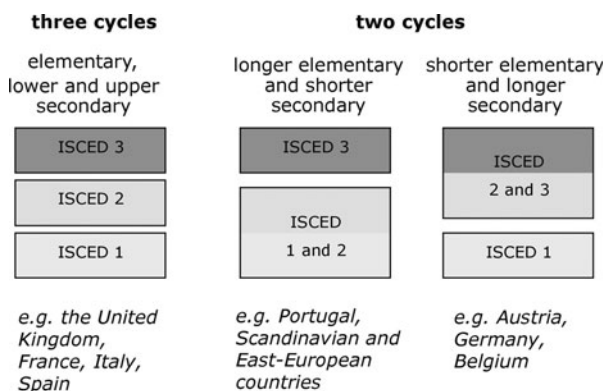 three cycles
two cycles
elementary,
lower and upper
secondary
longer elementary
and shorter
secondary
shorter elementary
and longer
secondary
ISCED 3
ISCED 2
ISCED 1
ISCED 3
ISCED
1 and 2
ISCED
2 and 3
ISCED 1
e.g. the United
Kingdom,
France, Italy,
Spain
e.g. Portugal,
Scandinavian and
East-European
countries
e.g. Austria,
Germany,
Belgium